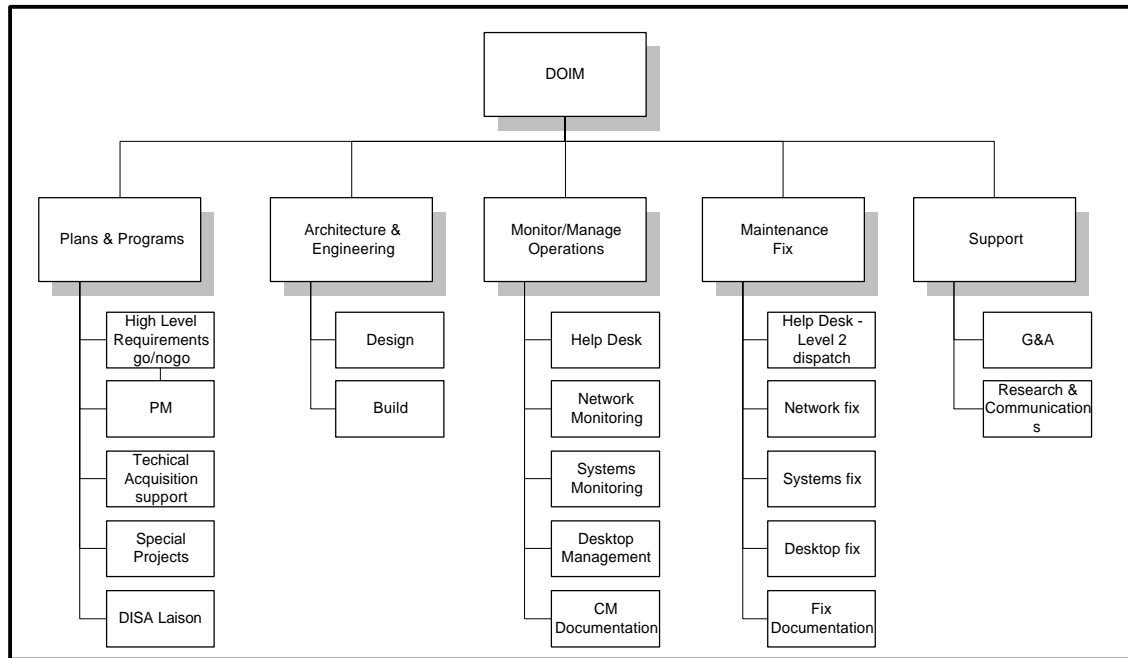 DOIM
Plans & Programs
Architecture &
Engineering
Monitor/Manage
Operations
Maintenance
Fix
Support
High Level
Requirements
go/nogo
PM
Techical
Acquisition
support
Special
Projects
DISA Liaison
Design
Build
Help Desk
Network
Monitoring
Systems
Monitoring
Desktop
Management
CM
Documentation
Help Desk -
Level 2
dispatch
Network fix
Systems fix
Desktop fix
Fix
Documentation
G&A
Research &
Communication
s